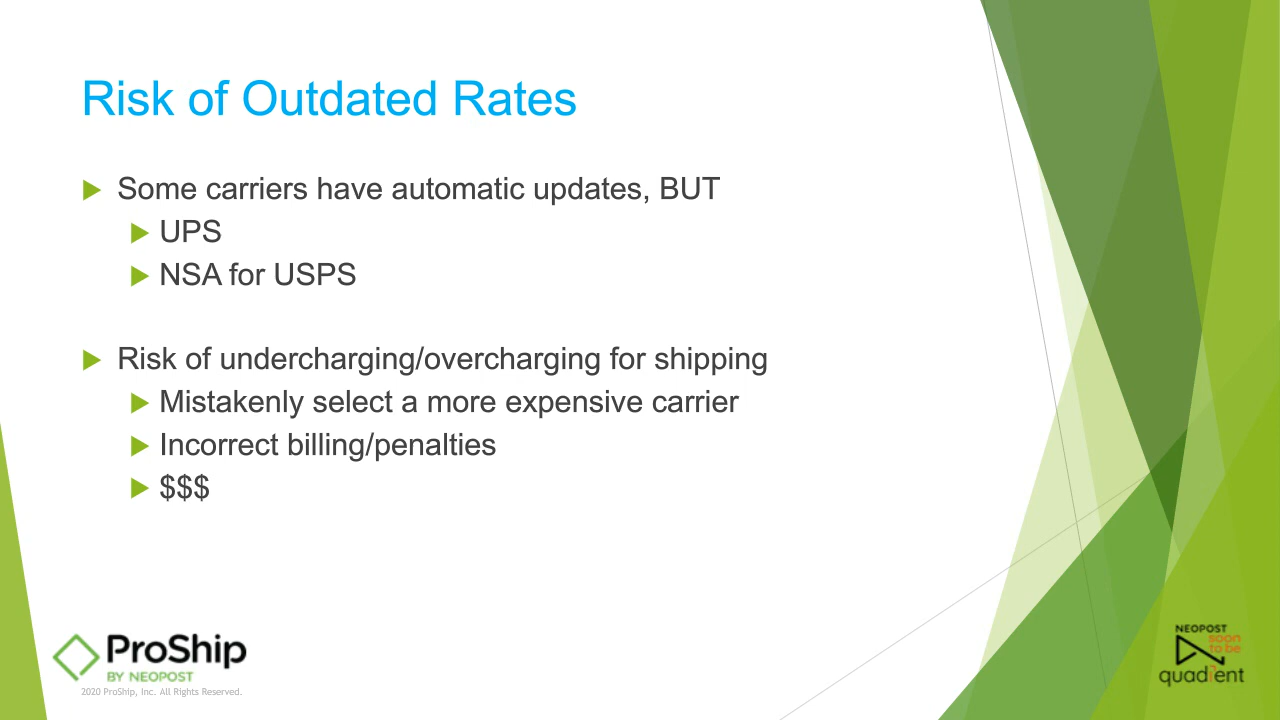 Risk of Outdated Rates
Some carriers have automatic updates, BUT
UPS
NSA for USPS
Risk of undercharging/overcharging for shipping
Mistakenly select a more expensive carrier
Incorrect billing/penalties
$$$
ProShip
BY NEOPOST
2020 ProShip, Inc. All Rights Reserved.
NEOPOST
soon
to be
quadient